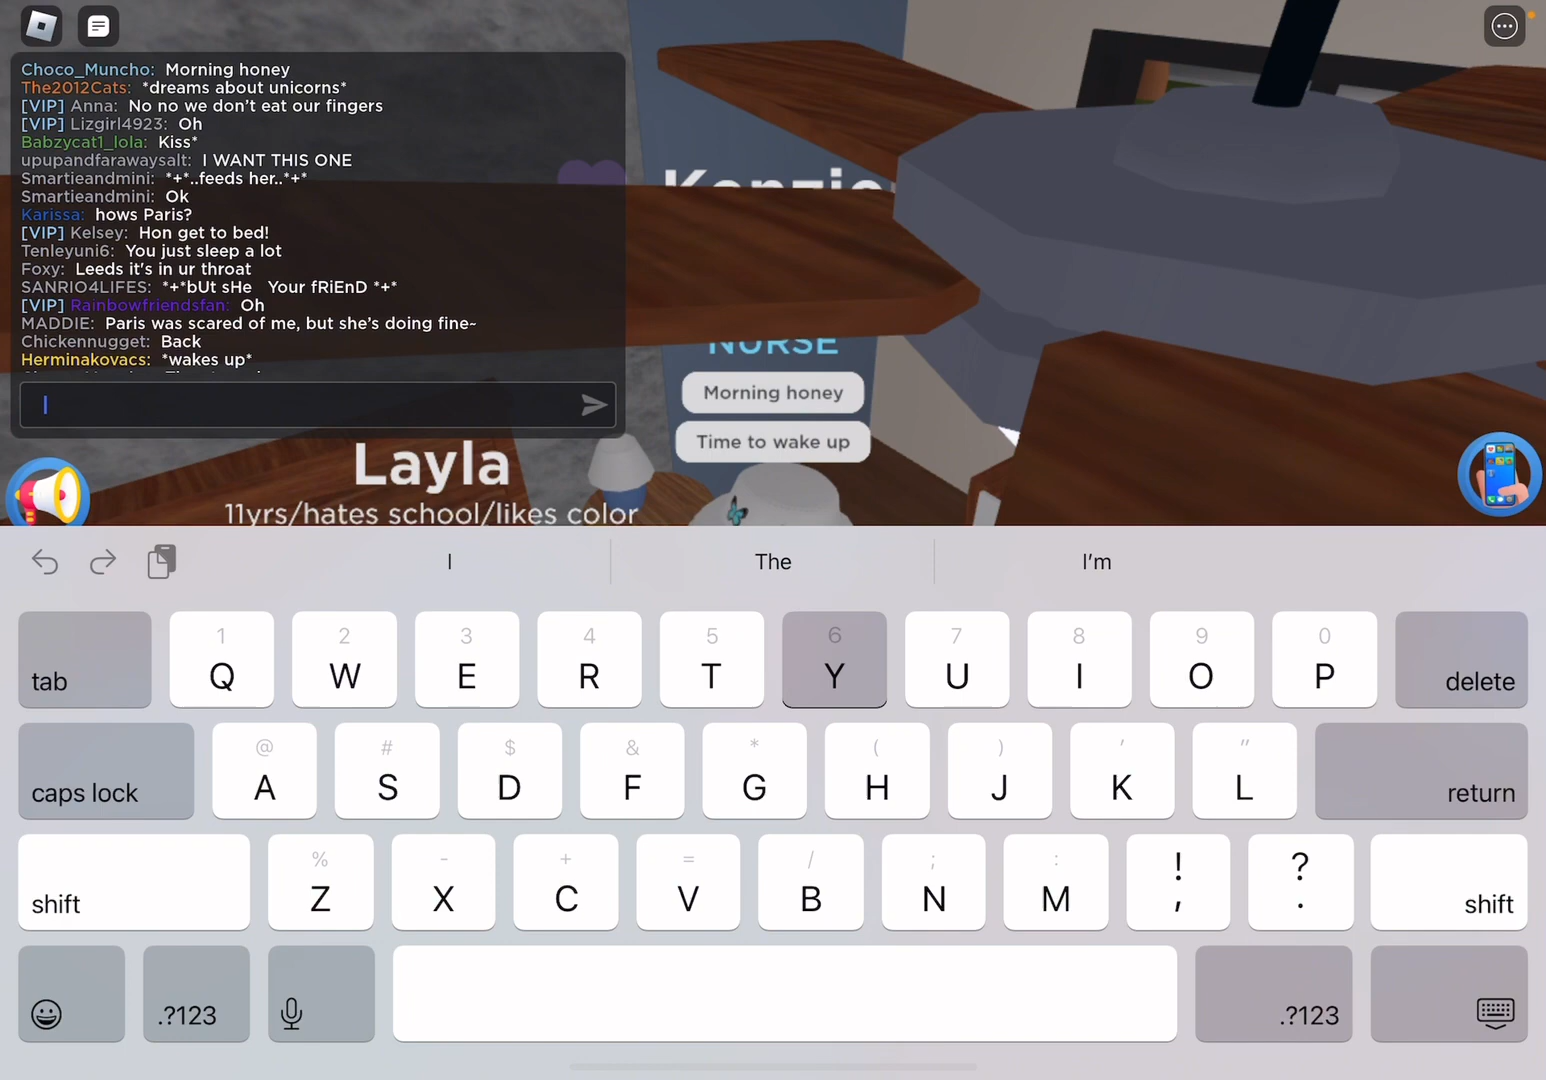 Choco_Muncho: Morning honey
The2012Cats: *dreams about unicorns*
[VIP] Anna: No no we don't eat our fingers
[VIP] Lizgirl4923: Oh
Babzycat1_lola: Kiss*
upupandfarawaysalt: I WANT THIS ONE
Smartieandmini: *+*..feeds her..*+*
Smartieandmini: Ok
Karissa: hows Paris?
[VIP] Kelsey: Hon get to bed!
Tenleyuni6: You just sleep a lot
Foxy: Leeds it's in ur throat
SANRIO4LIFES: *+*bUt sHe Your fRiEnD *+*
[VIP] Rainbowfriendsfan: Oh
MADDIE: Paris was scared of me, but she's doing fine~
Chickennugget: Back
Herminakovacs: *wakes up*
Kenzie
NURSE
Morning honey
Time to wake up
Layla
11yrs/hates school/likes color
I The I'm
1 2 3 4 5 6 7 8 9 0
tab Q W E R T Y U I O P delete
@ # $ & * ( ) ' "
caps lock A S D F G H J K L return
% - + = / ; : ! ?
shift Z X C V B N M , . shift
.?123 .?123